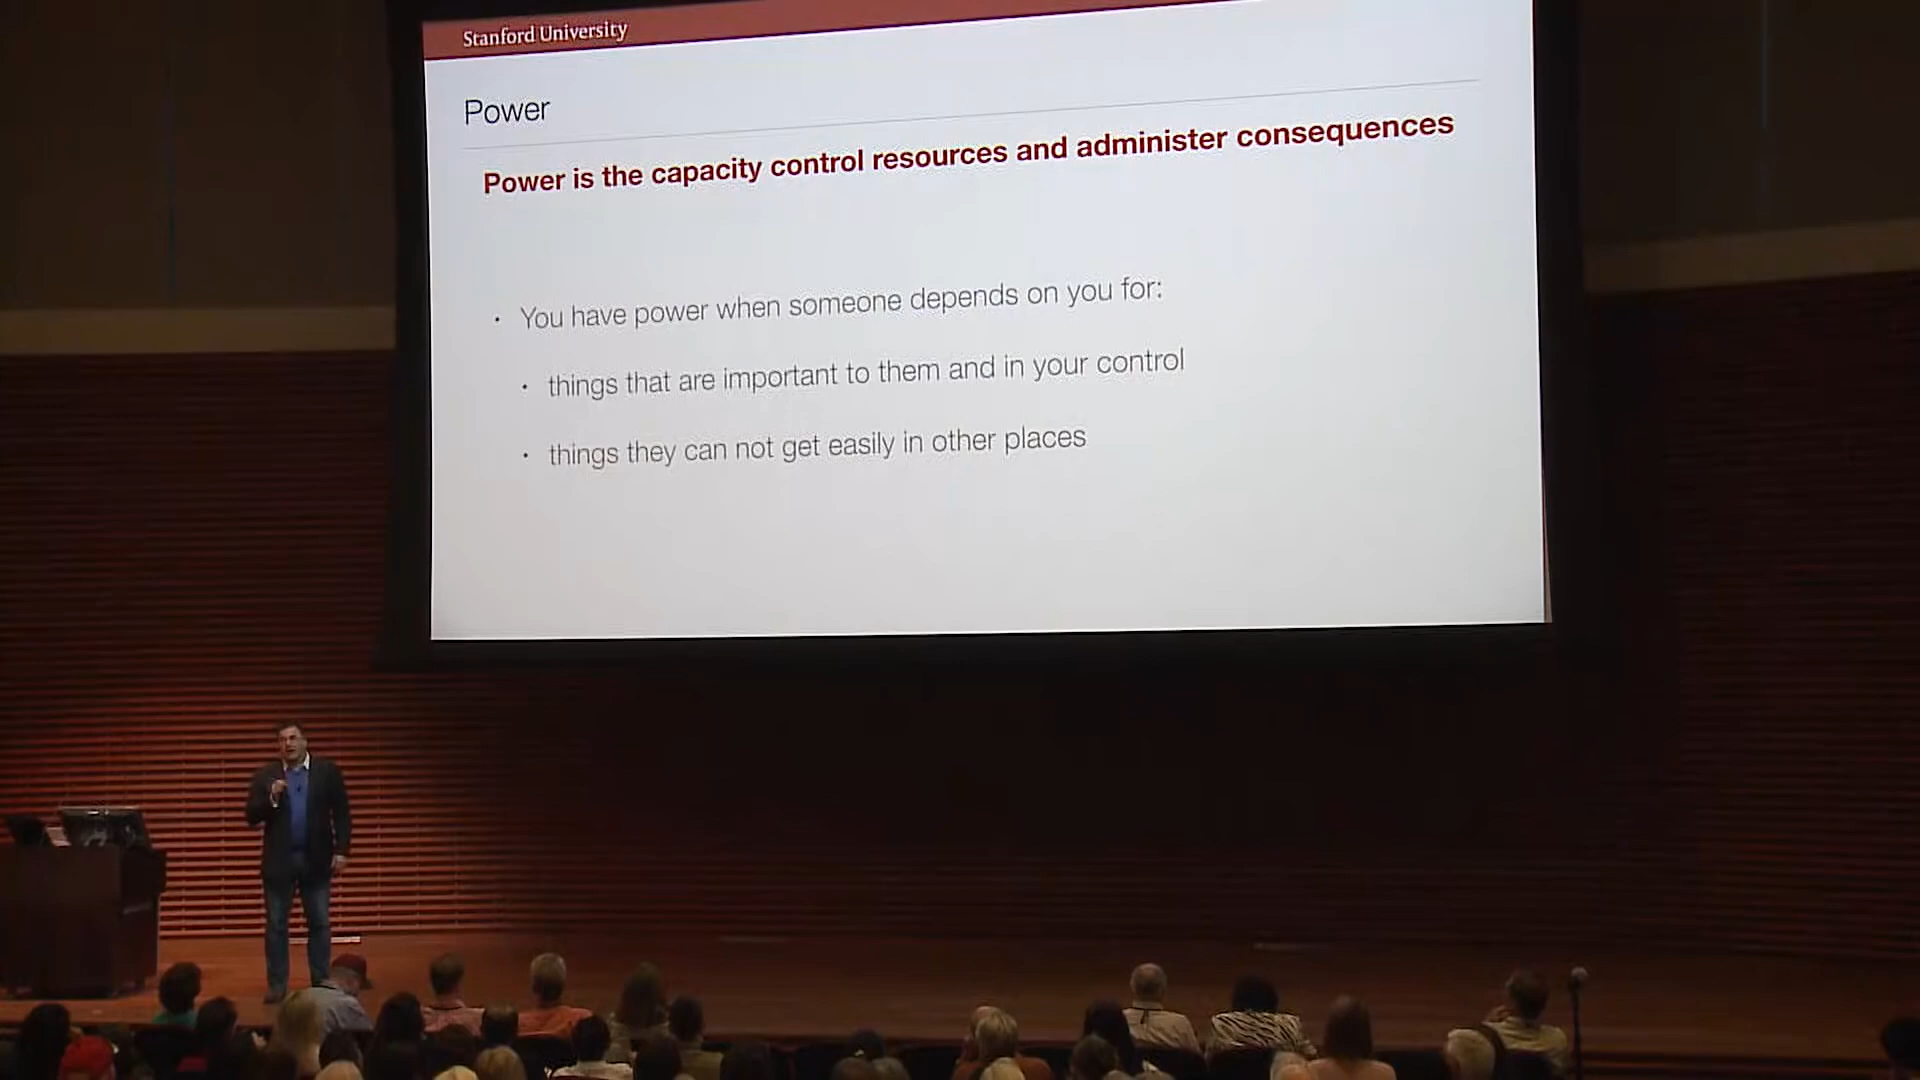 Stanford University
Power
Power is the capacity control resources and administer consequences
· You have power when someone depends on you for:
· things that are important to them and in your control
· things they can not get easily in other places